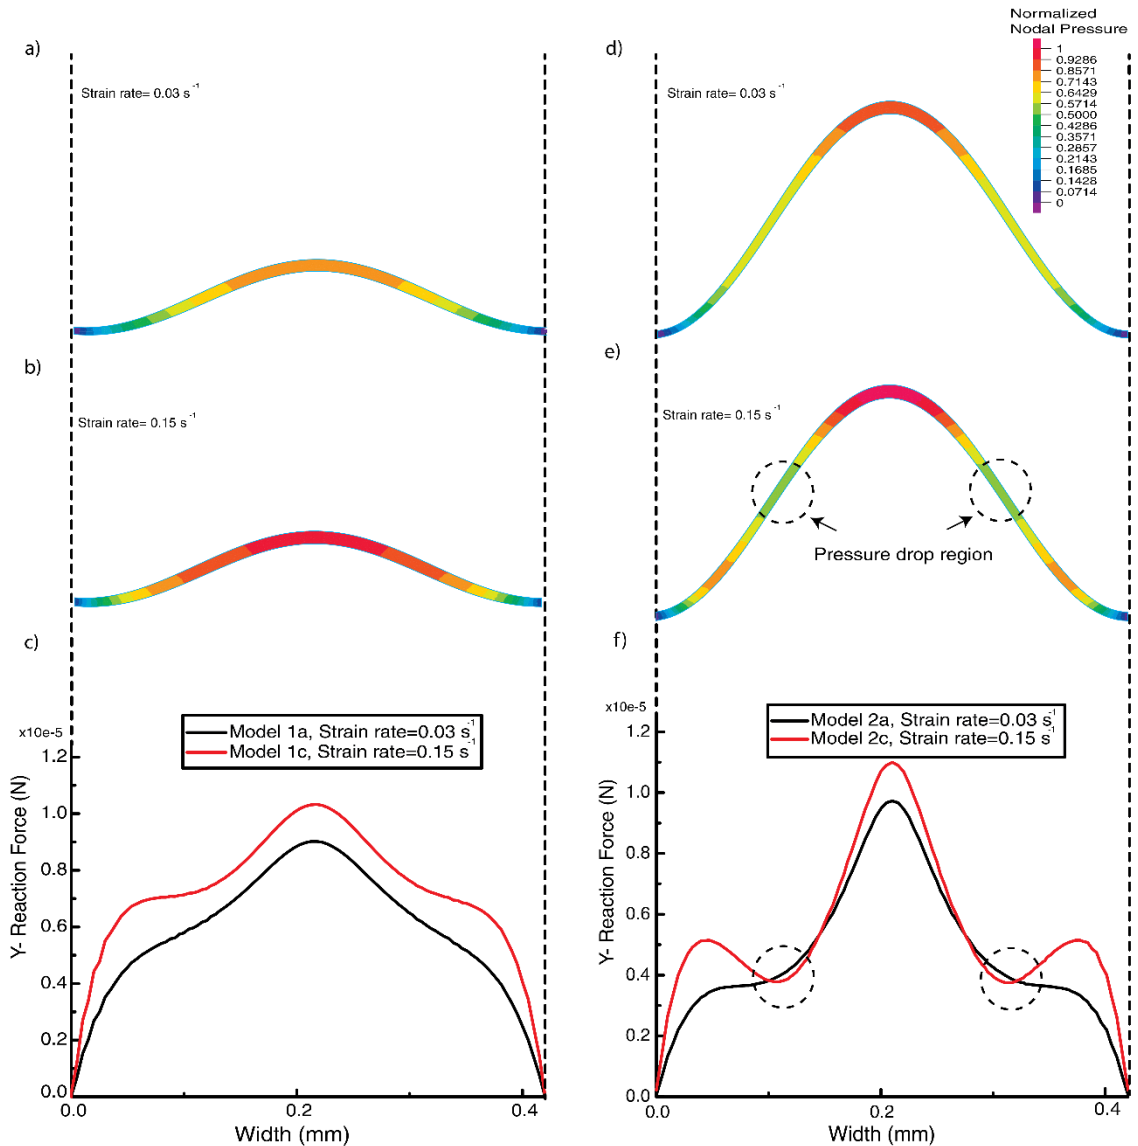 a)
Strain rate= 0.03 s⁻¹
b)
Strain rate= 0.15 s⁻¹
c)
x10e-5
Model 1a, Strain rate=0.03 s⁻¹
Model 1c, Strain rate=0.15 s⁻¹
Y- Reaction Force (N)
1.2
1.0
0.8
0.6
0.4
0.2
0.0
0.0
0.2
0.4
Width (mm)
d)
Normalized
Nodal Pressure
1
0.9286
0.8571
0.7143
0.6429
0.5714
0.5000
0.4286
0.3571
0.2857
0.2143
0.1685
0.1428
0.0714
0
Strain rate= 0.03 s⁻¹
e)
Strain rate= 0.15 s⁻¹
Pressure drop region
f)
x10e-5
Model 2a, Strain rate=0.03 s⁻¹
Model 2c, Strain rate=0.15 s⁻¹
Y- Reaction Force (N)
1.2
1.0
0.8
0.6
0.4
0.2
0.0
0.0
0.2
0.4
Width (mm)